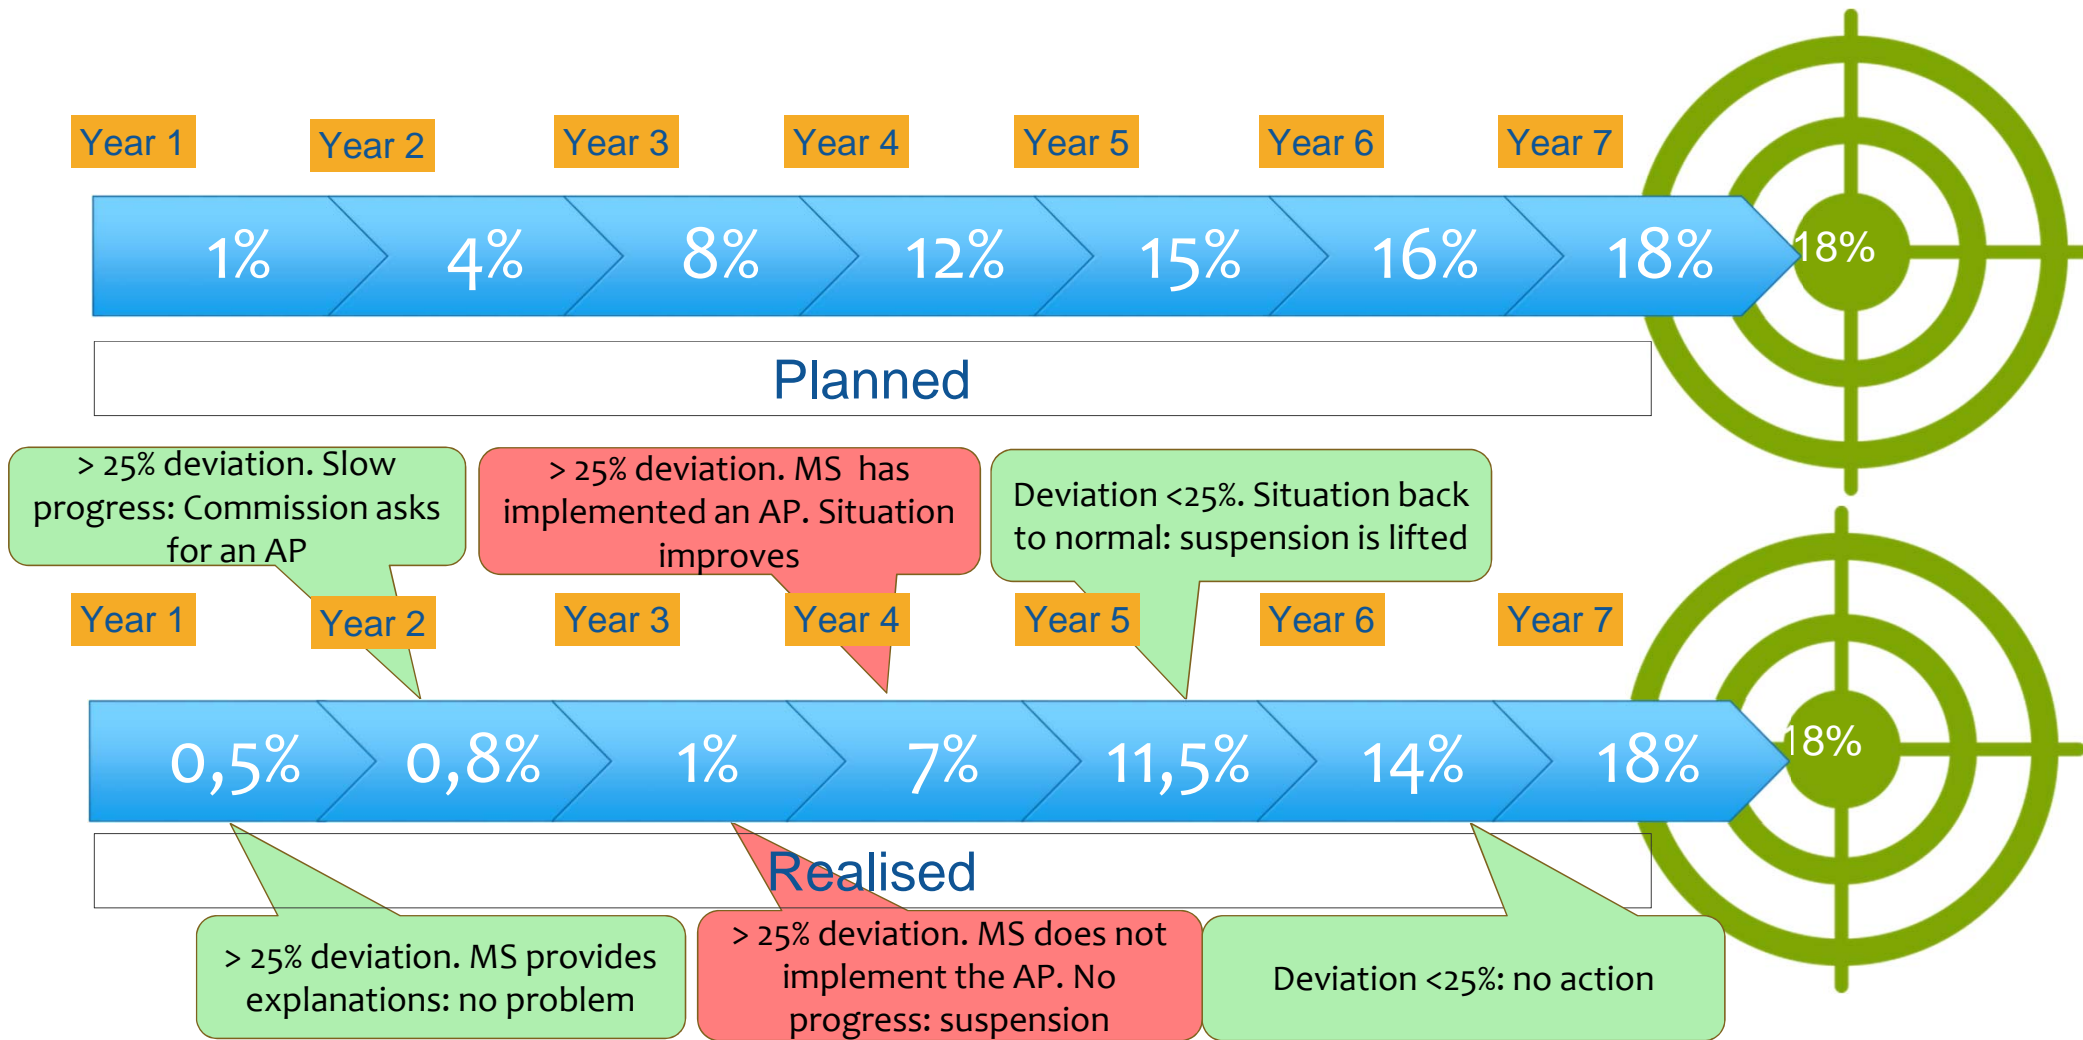 Year 1
Year 2
Year 3
Year 4
Year 5
Year 6
Year 7
1%
4%
8%
12%
15%
16%
18%
18%
Planned
> 25% deviation. Slow
progress: Commission asks
for an AP
> 25% deviation. MS has
implemented an AP. Situation
improves
Deviation <25%. Situation back
to normal: suspension is lifted
Year 1
Year 2
Year 3
Year 4
Year 5
Year 6
Year 7
0,5%
0,8%
1%
7%
11,5%
14%
18%
18%
Realised
> 25% deviation. MS provides
explanations: no problem
> 25% deviation. MS does not
implement the AP. No
progress: suspension
Deviation <25%: no action